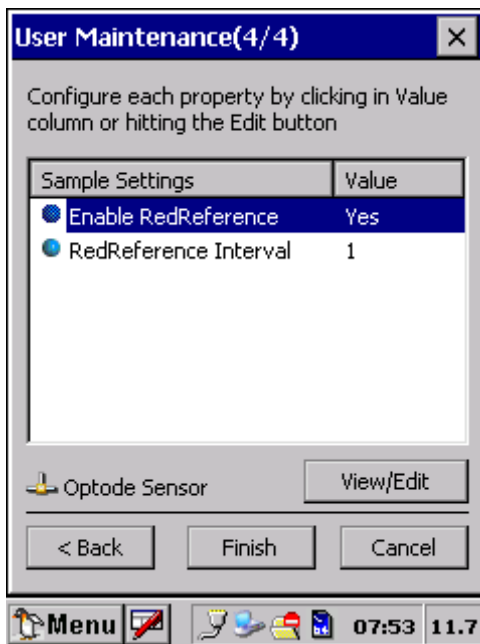 User Maintenance(4/4)
Configure each property by clicking in Value
column or hitting the Edit button
Sample Settings Value
Enable RedReference Yes
RedReference Interval 1
Optode Sensor View/Edit
< Back Finish Cancel
Menu 07:53 11.7